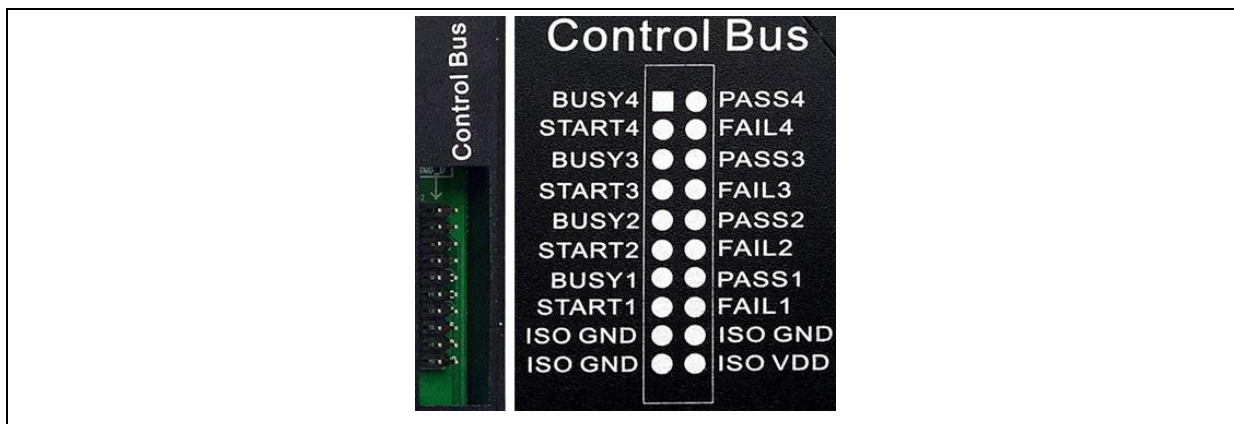 Control Bus
Control Bus
BUSY4 PASS4
START4 FAIL4
BUSY3 PASS3
START3 FAIL3
BUSY2 PASS2
START2 FAIL2
BUSY1 PASS1
START1 FAIL1
ISO GND ISO GND
ISO GND ISO VDD